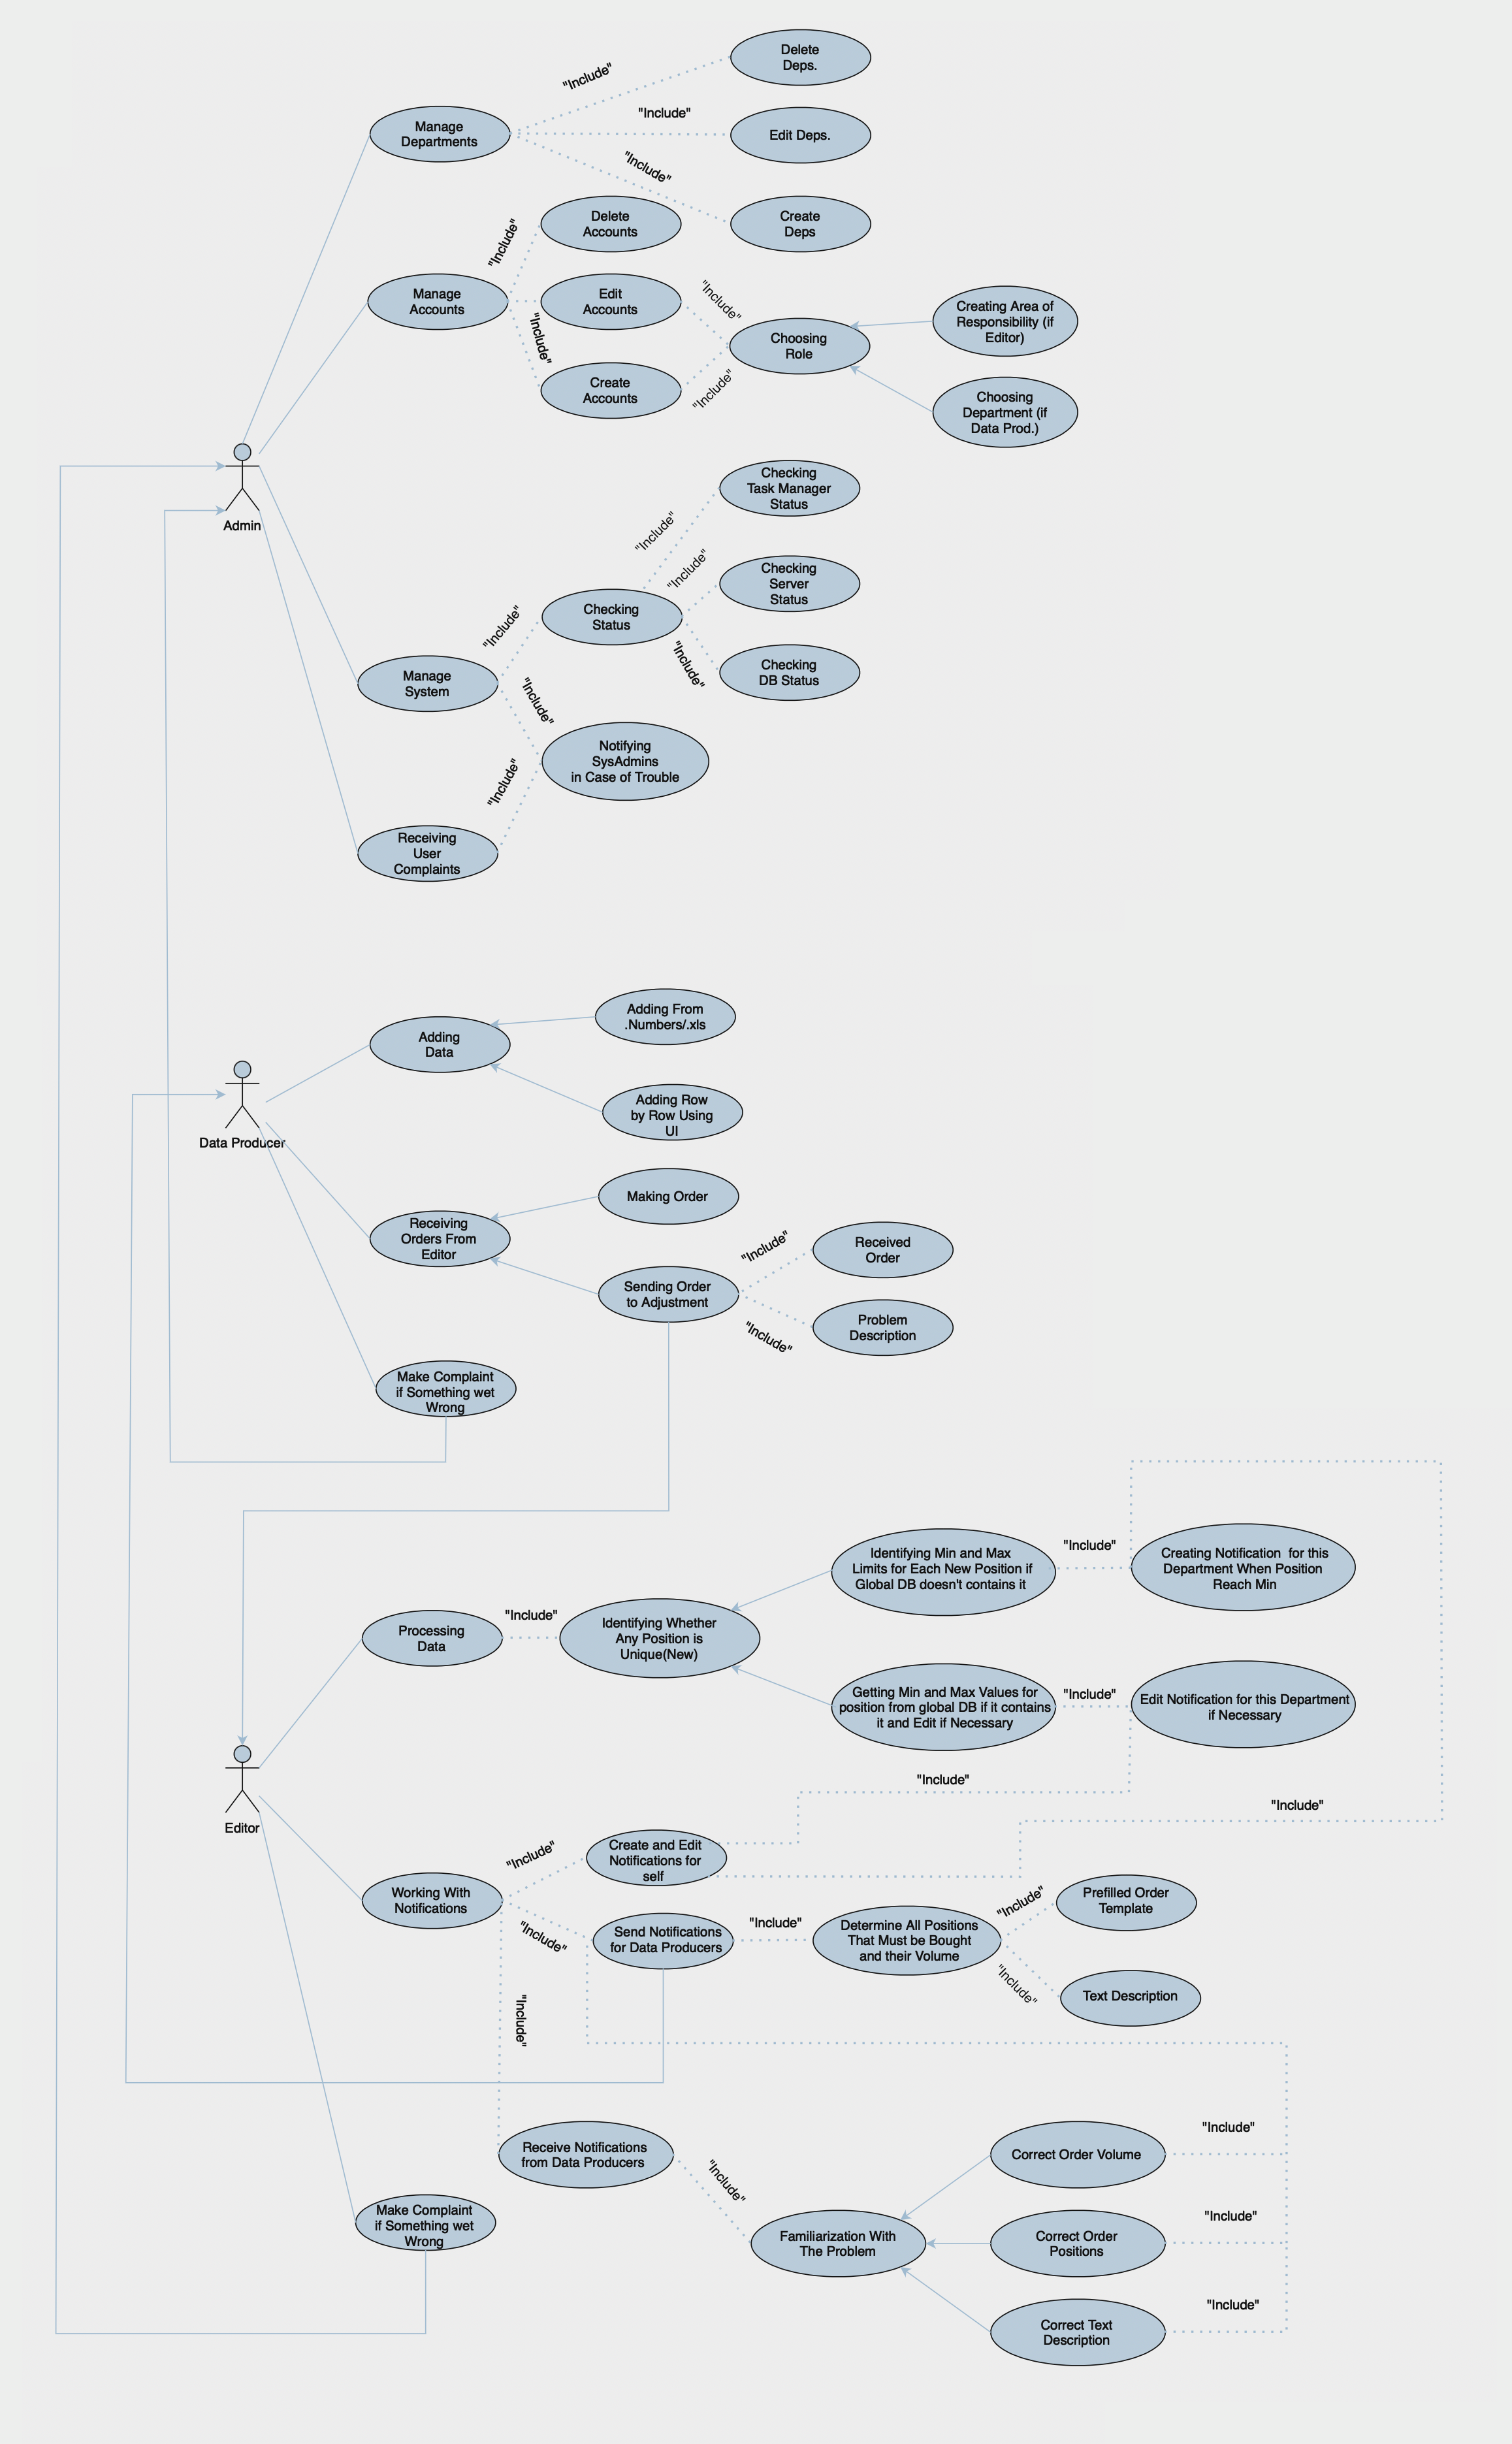 Delete
Deps.
"Include"
"Include"
Manage
Departments
Edit Deps.
"Include"
Delete
Accounts
Create
Deps
"Include"
Manage
Accounts
Edit
Accounts
"Include"
Creating Area of
Responsibility (if
Editor)
"Include"
Choosing
Role
Create
Accounts
"Include"
Choosing
Department (if
Data Prod.)
Admin
Checking
Task Manager
Status
"Include"
"Include"
Checking
Server
Status
Checking
Status
"Include"
"Include"
Checking
DB Status
Manage
System
"Include"
Notifying
SysAdmins
in Case of Trouble
"Include"
Receiving
User
Complaints
Adding From
.Numbers/.xls
Adding
Data
Adding Row
by Row Using
UI
Data Producer
Making Order
Receiving
Orders From
Editor
"Include"
Received
Order
Sending Order
to Adjustment
"Include"
Problem
Description
Make Complaint
if Something wet
Wrong
Identifying Min and Max
Limits for Each New Position if
Global DB doesn't contains it
"Include"
Creating Notification  for this
Department When Position
Reach Min
Processing
Data
"Include"
Identifying Whether
Any Position is
Unique(New)
Getting Min and Max Values for
position from global DB if it contains
it and Edit if Necessary
"Include"
Edit Notification for this Department
if Necessary
"Include"
"Include"
Editor
Create and Edit
Notifications for
self
"Include"
Working With
Notifications
"Include"
Send Notifications
for Data Producers
"Include"
Determine All Positions
That Must be Bought
and their Volume
"Include"
Prefilled Order
Template
"Include"
Text Description
"Include"
Receive Notifications
from Data Producers
"Include"
Correct Order Volume
"Include"
Make Complaint
if Something wet
Wrong
Familiarization With
The Problem
Correct Order
Positions
"Include"
Correct Text
Description
"Include"